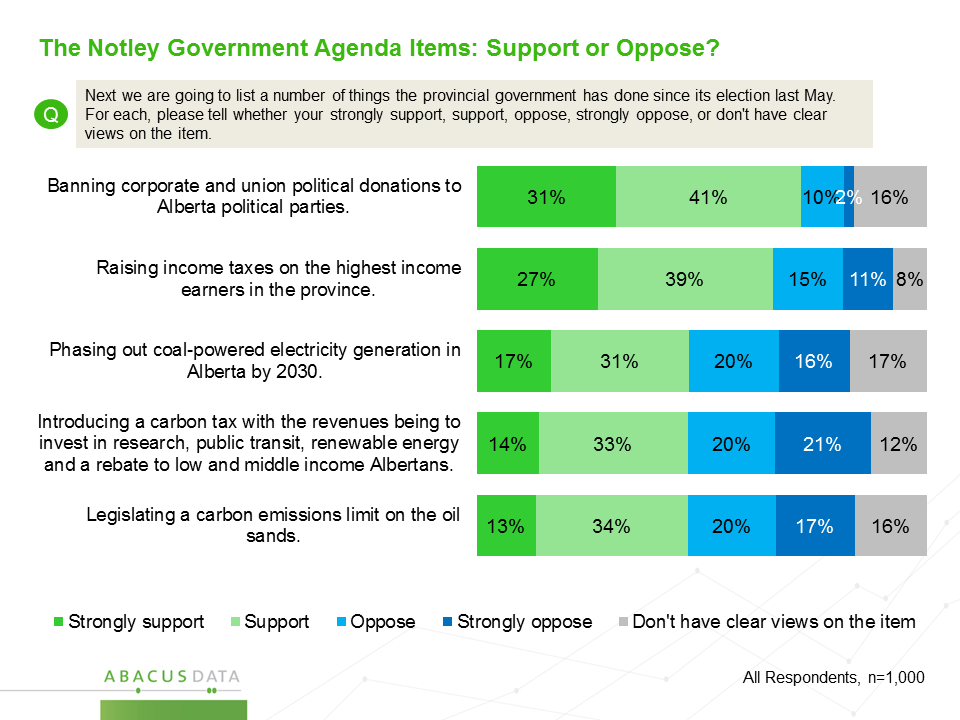 The Notley Government Agenda Items: Support or Oppose?
Q
Next we are going to list a number of things the provincial government has done since its election last May.
For each, please tell whether your strongly support, support, oppose, strongly oppose, or don't have clear
views on the item.
Banning corporate and union political donations to
Alberta political parties.
31% 41% 10% 2% 16%
Raising income taxes on the highest income
earners in the province.
27% 39% 15% 11% 8%
Phasing out coal-powered electricity generation in
Alberta by 2030.
17% 31% 20% 16% 17%
Introducing a carbon tax with the revenues being to
invest in research, public transit, renewable energy
and a rebate to low and middle income Albertans.
14% 33% 20% 21% 12%
Legislating a carbon emissions limit on the oil
sands.
13% 34% 20% 17% 16%
Strongly support Support Oppose Strongly oppose Don't have clear views on the item
ABACUS DATA
All Respondents, n=1,000